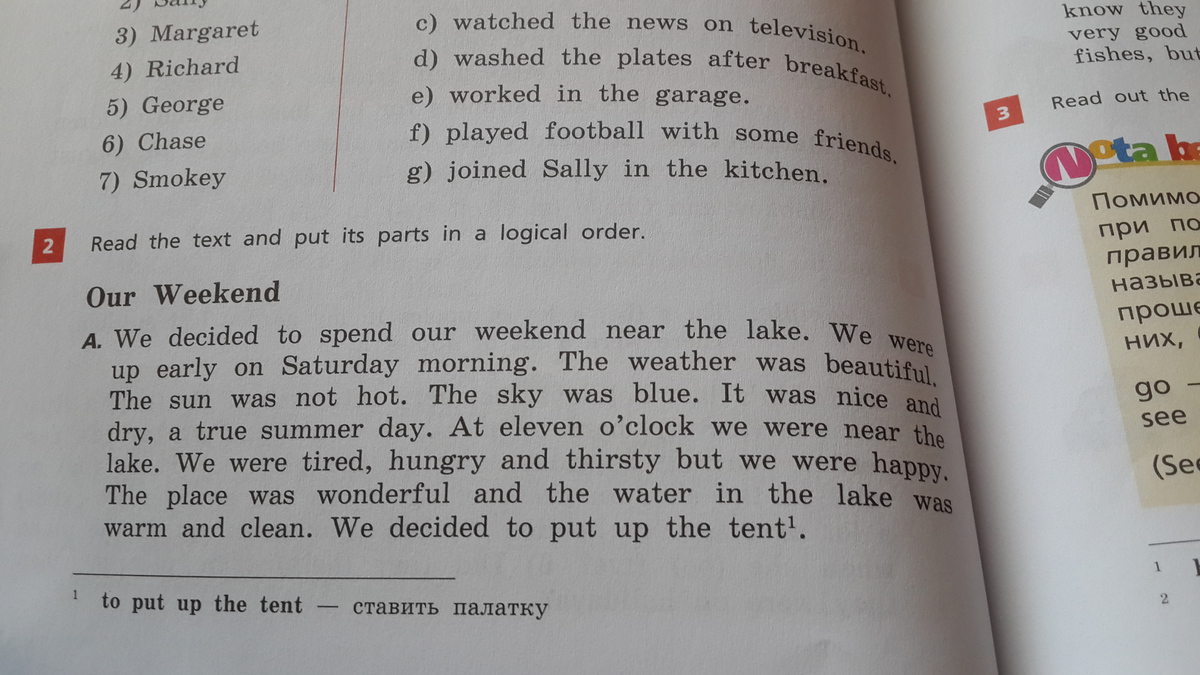 3) Margaret
4) Richard
5) George
6) Chase
7) Smokey
c) watched the news on television.
d) washed the plates after breakfast.
e) worked in the garage.
f) played football with some friends.
g) joined Sally in the kitchen.
2 Read the text and put its parts in a logical order.
Our Weekend
A. We decided to spend our weekend near the lake. We were
up early on Saturday morning. The weather was beautiful.
The sun was not hot. The sky was blue. It was nice and
dry, a true summer day. At eleven o’clock we were near the
lake. We were tired, hungry and thirsty but we were happy.
The place was wonderful and the water in the lake was
warm and clean. We decided to put up the tent¹.
¹ to put up the tent — ставить палатку
know they
very good
fishes, but
3 Read out the
Nota
Помимо
при
go —
see
1
2